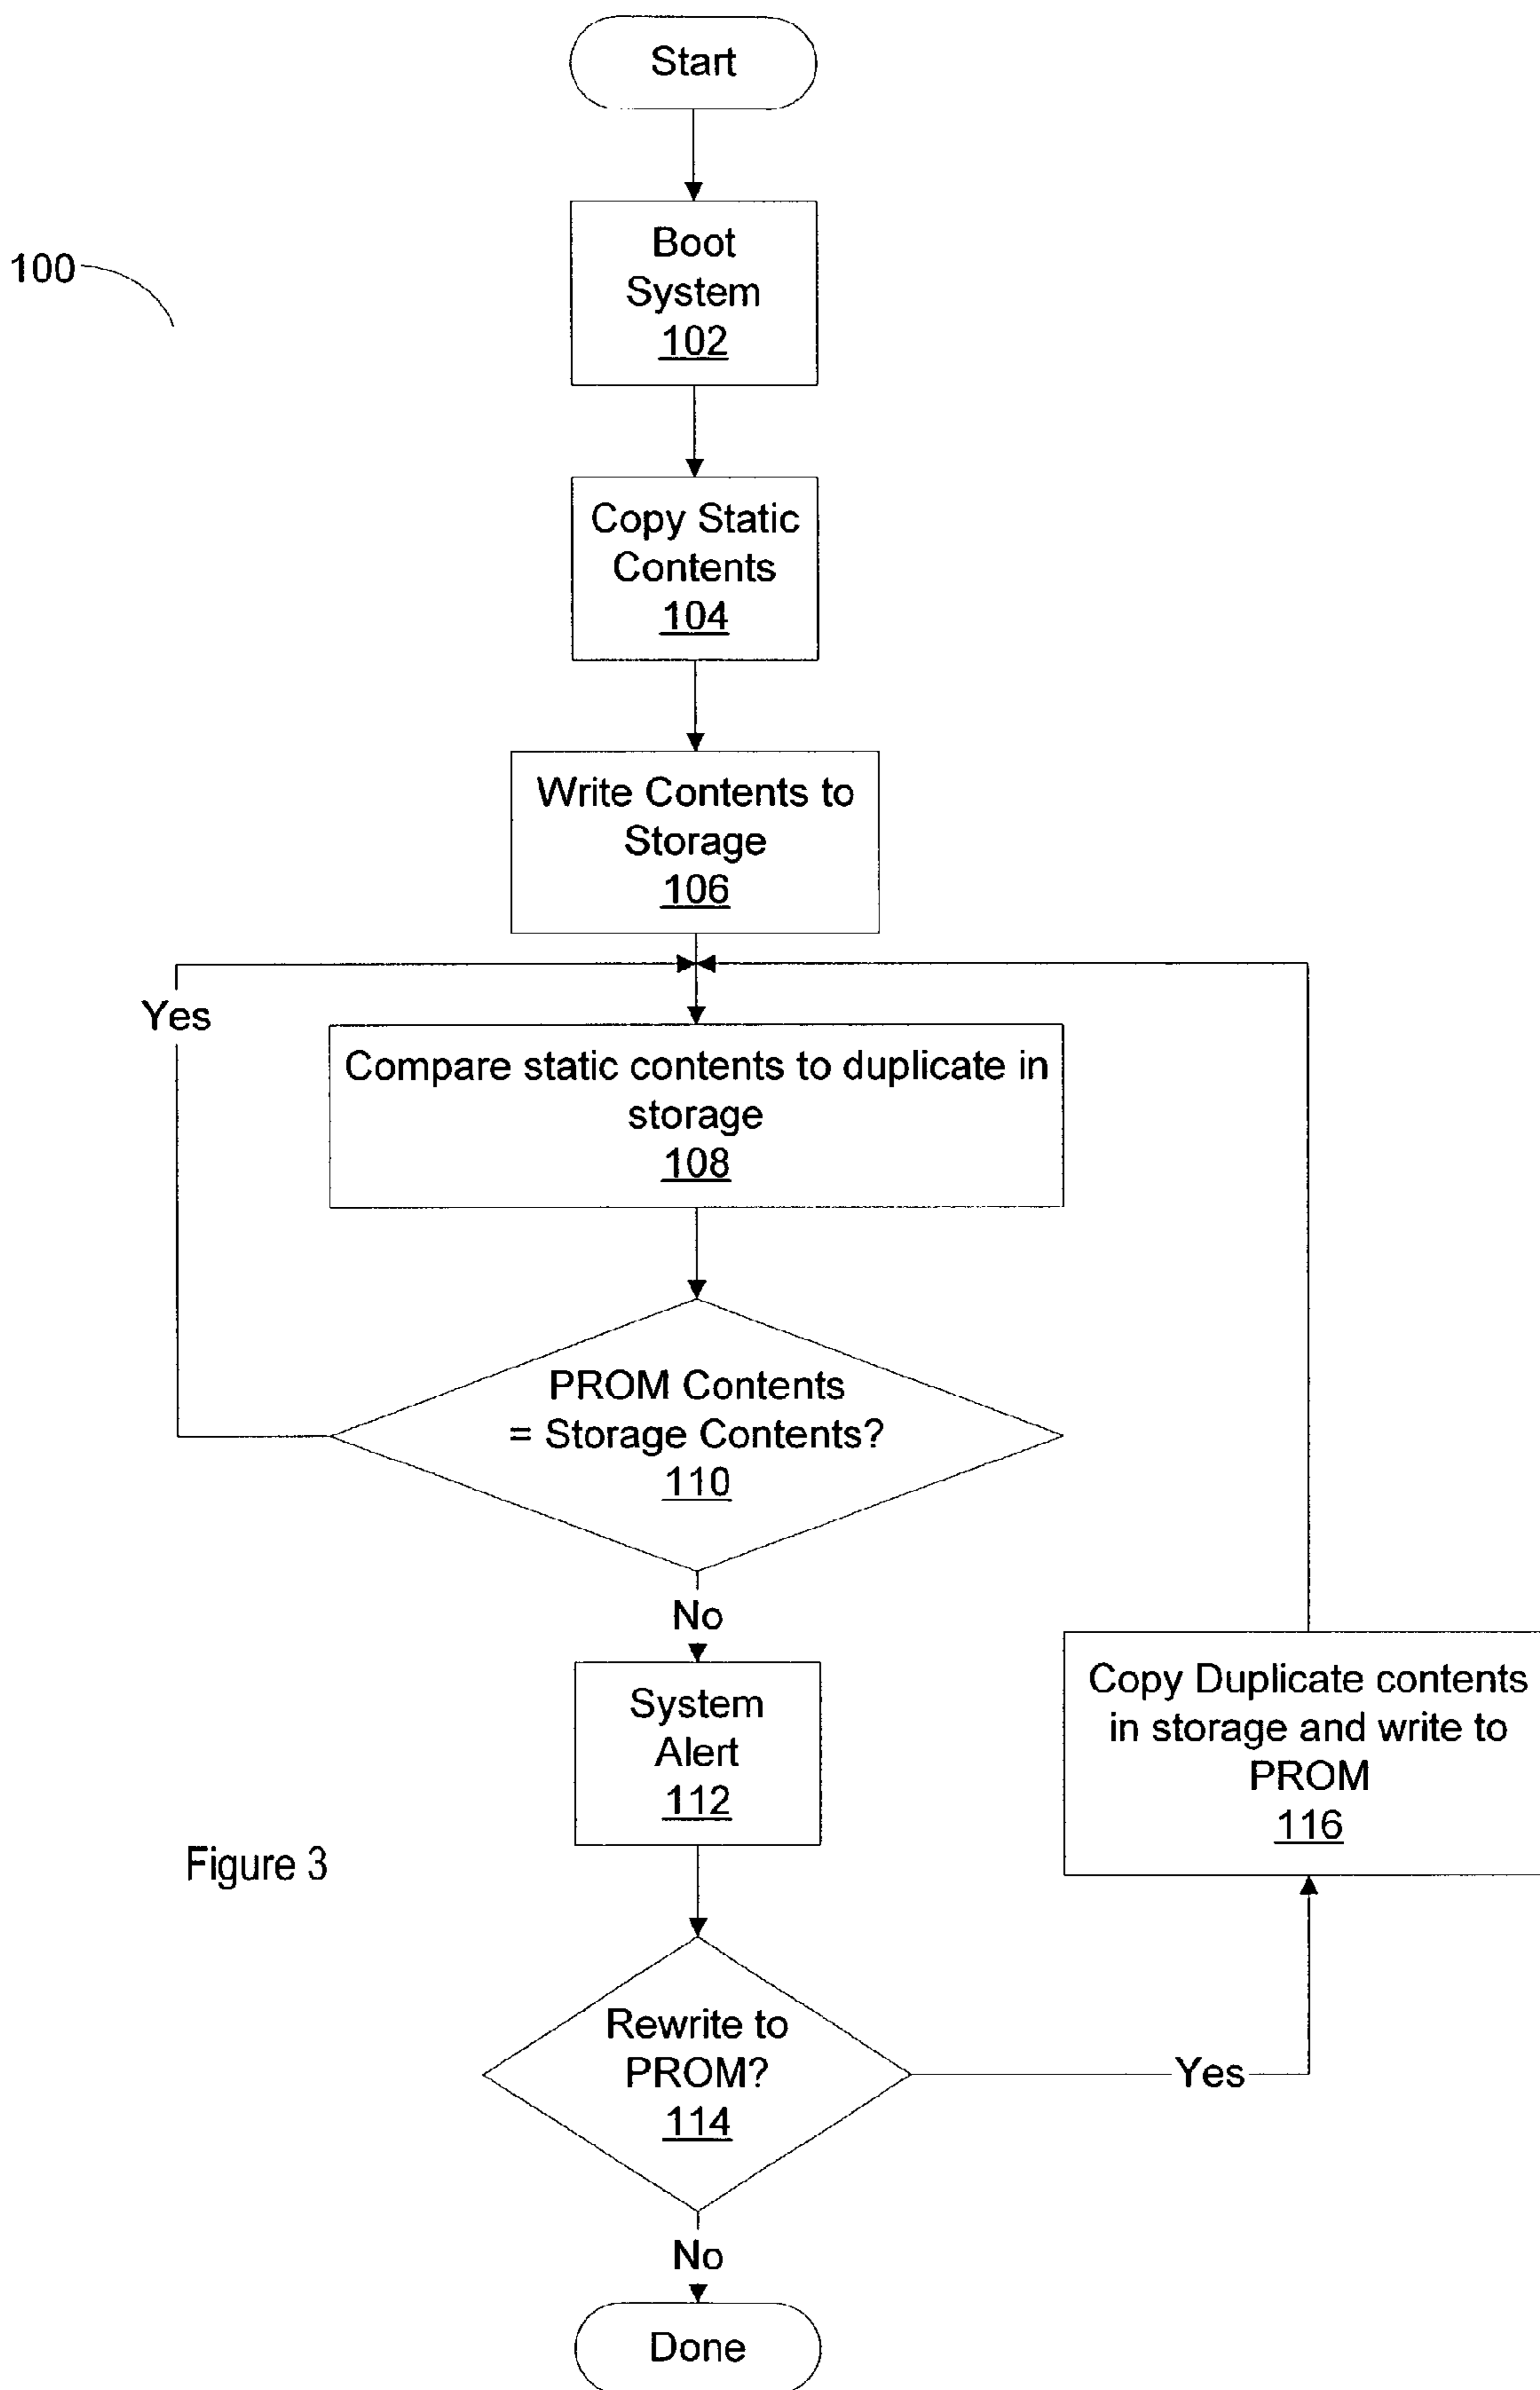 Start
Boot
System
102
100
Copy Static
Contents
104
Write Contents to
Storage
106
Yes
Compare static contents to duplicate in
storage
108
PROM Contents
= Storage Contents?
110
No
System
Alert
112
Copy Duplicate contents
in storage and write to
PROM
116
Figure 3
Rewrite to
PROM?
114
Yes
No
Done